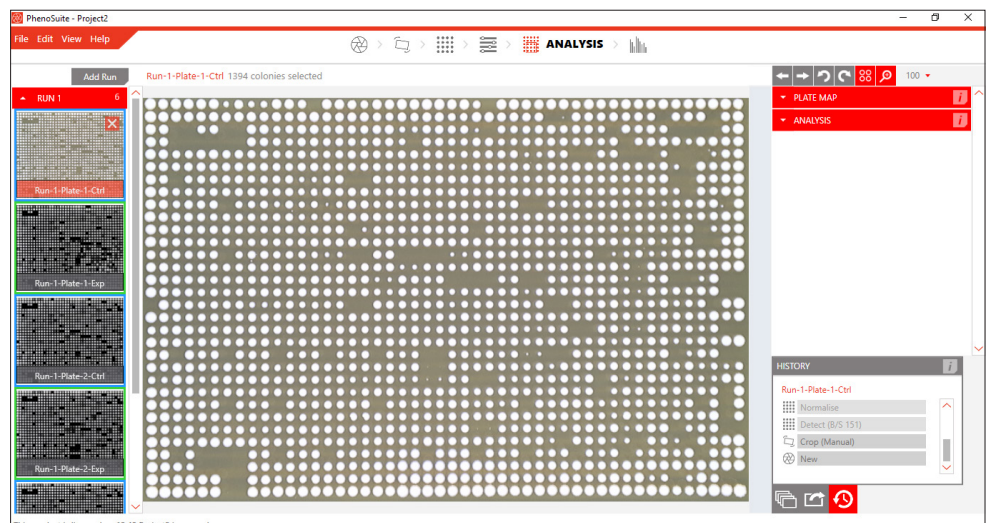 PhenoSuite - Project2
File Edit View Help
ANALYSIS
Add Run
Run-1-Plate-1-Ctrl 1394 colonies selected
100
RUN 1 6
PLATE MAP
ANALYSIS
Run-1-Plate-1-Ctrl
Run-1-Plate-1-Exp
Run-1-Plate-2-Ctrl
Run-1-Plate-2-Exp
HISTORY
Run-1-Plate-1-Ctrl
Normalise
Detect (B/S 151)
Crop (Manual)
New